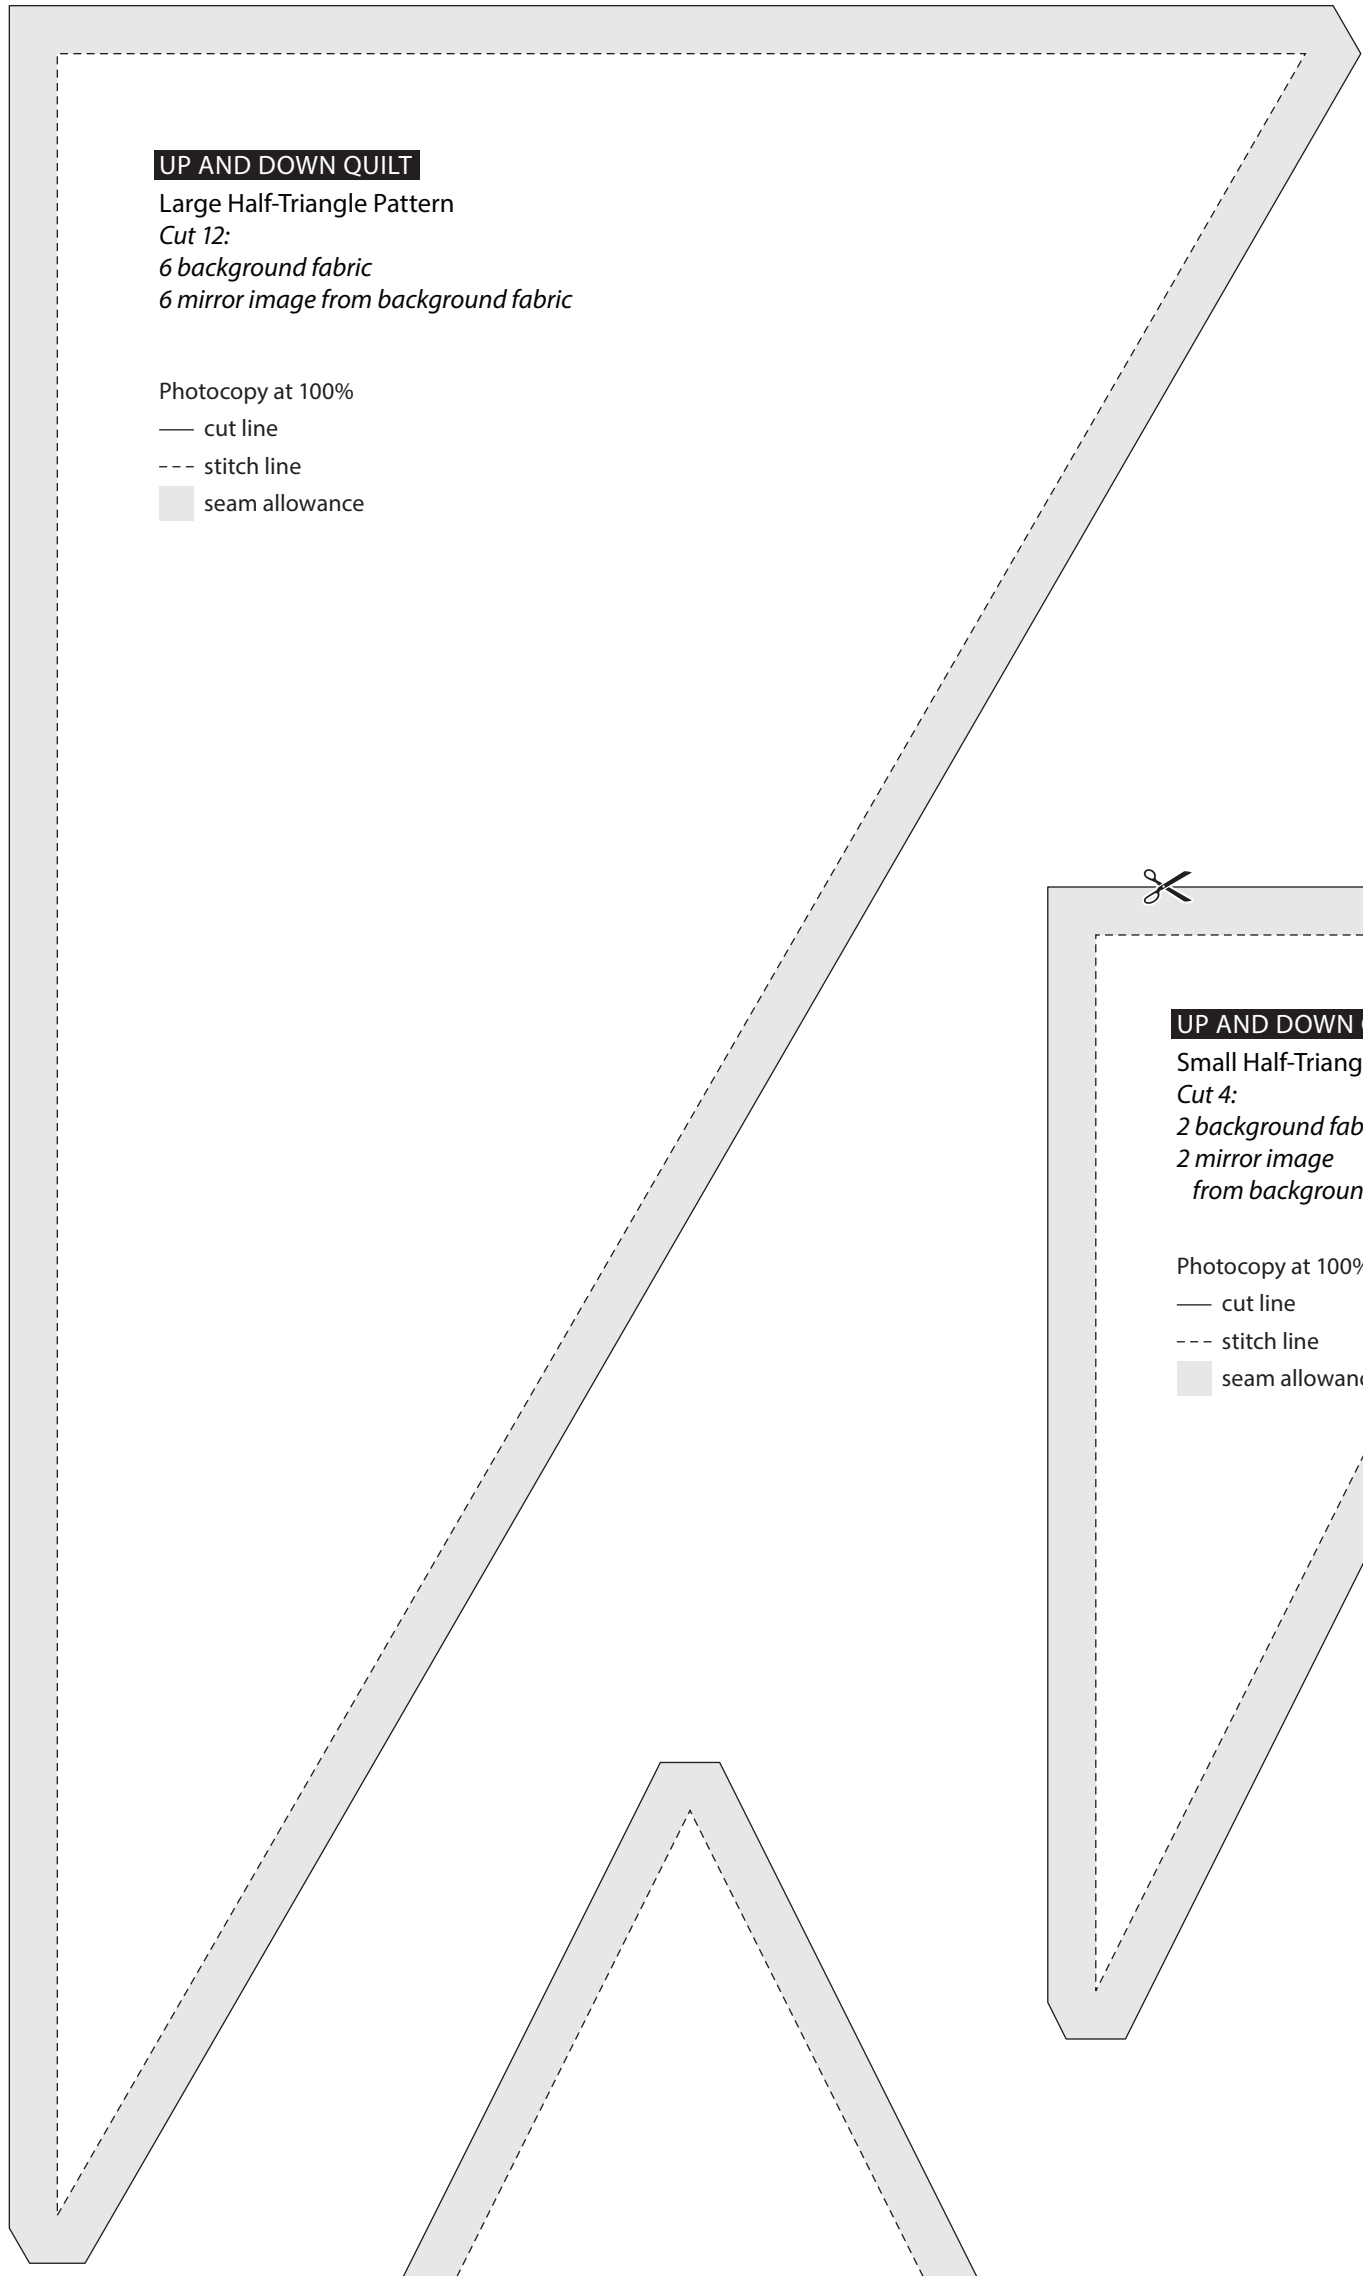 UP AND DOWN QUILT
Large Half-Triangle Pattern
Cut 12:
6 background fabric
6 mirror image from background fabric
Photocopy at 100%
cut line
stitch line
seam allowance
UP AND DOWN
Small Half-Triang
Cut 4:
2 background fab
2 mirror image
from backgroun
Photocopy at 100%
cut line
stitch line
seam allowanc